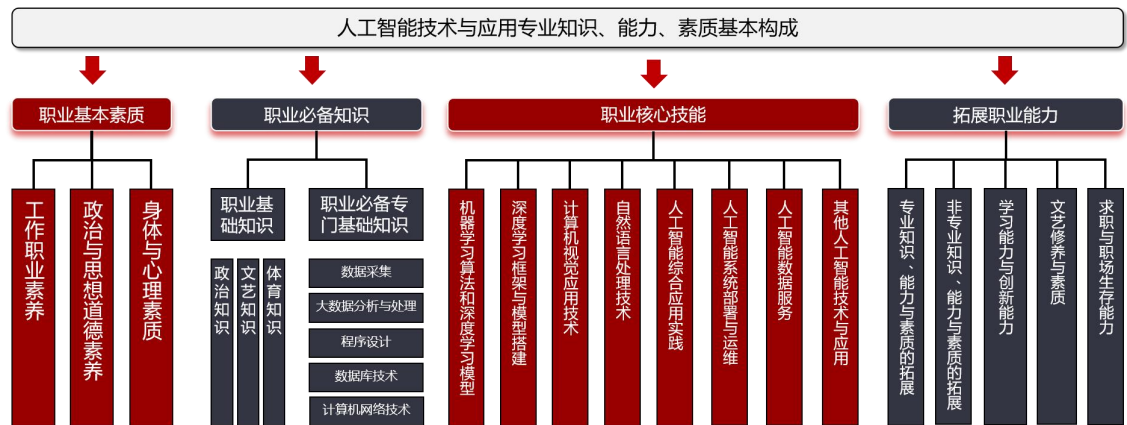 人工智能技术与应用专业知识、能力、素质基本构成
职业基本素质
职业必备知识
职业核心技能
拓展职业能力
工作职业素养
政治与思想道德素养
身体与心理素质
职业基
础知识
职业必备专
门基础知识
政治知识
文艺知识
体育知识
数据采集
大数据分析与处理
程序设计
数据库技术
计算机网络技术
机器学习算法和深度学习模型
深度学习框架与模型搭建
计算机视觉应用技术
自然语言处理技术
人工智能综合应用实践
人工智能系统部署与运维
人工智能数据服务
其他人工智能技术与应用
专业知识、能力与素质的拓展
非专业知识、能力与素质的拓展
学习能力与创新能力
文艺修养与素质
求职与职场生存能力